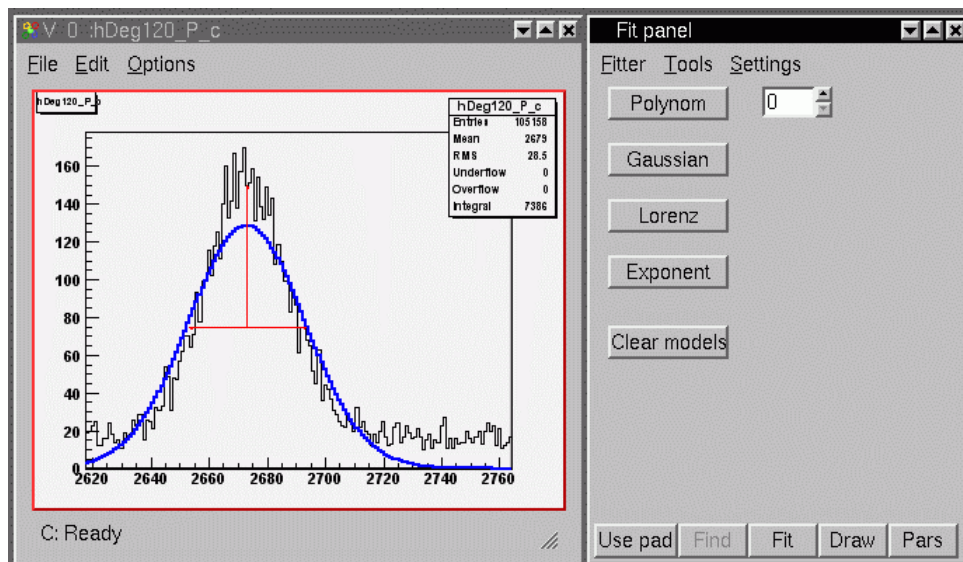 V 0 :hDeg120_P_c
File Edit Options
hDeg120_P_c
hDeg120_P_c
Entries 105158
Mean 2679
RMS 28.5
Underflow 0
Overflow 0
Integral 7386
160
140
120
100
80
60
40
20
0
2620 2640 2660 2680 2700 2720 2740 2760
C: Ready
Fit panel
Fitter Tools Settings
Polynom 0
Gaussian
Lorenz
Exponent
Clear models
Use pad Find Fit Draw Pars